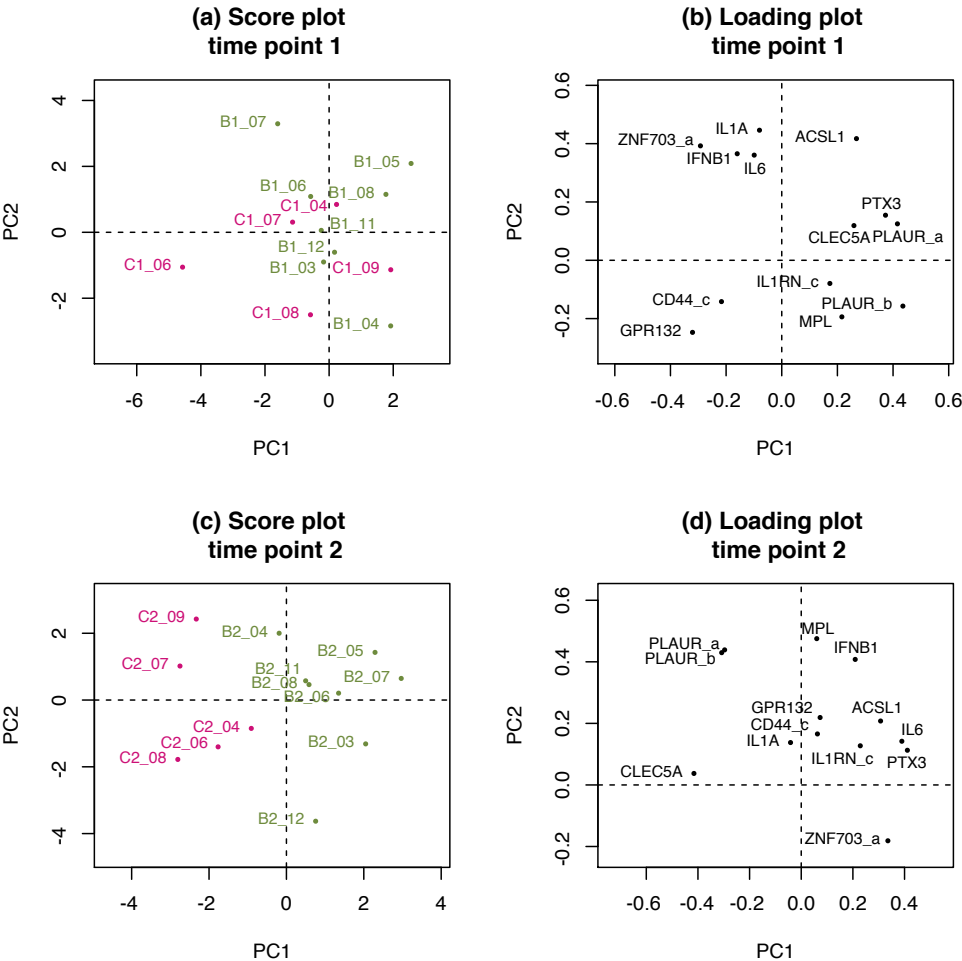 (a) Score plot
time point 1
B1_07
B1_05
B1_06
B1_08
C1_04
C1_07
B1_11
B1_12
C1_06
B1_03
C1_09
C1_08
B1_04
4
2
0
-2
PC2
-6
-4
-2
0
2
PC1
(b) Loading plot
time point 1
ZNF703_a
IL1A
ACSL1
IFNB1
IL6
PTX3
CLEC5A
PLAUR_a
IL1RN_c
CD44_c
PLAUR_b
MPL
GPR132
0.6
0.4
0.2
0.0
-0.2
PC2
-0.6
-0.4
-0.2
0.0
0.2
0.4
0.6
PC1
(c) Score plot
time point 2
C2_09
B2_04
B2_05
C2_07
B2_11
B2_07
B2_08
B2_06
C2_04
C2_06
B2_03
C2_08
B2_12
2
0
-2
-4
PC2
-4
-2
0
2
4
PC1
(d) Loading plot
time point 2
MPL
PLAUR_a
IFNB1
PLAUR_b
GPR132
ACSL1
CD44_c
IL6
IL1A
IL1RN_c
PTX3
CLEC5A
ZNF703_a
0.6
0.4
0.2
0.0
-0.2
PC2
-0.6
-0.4
-0.2
0.0
0.2
0.4
PC1